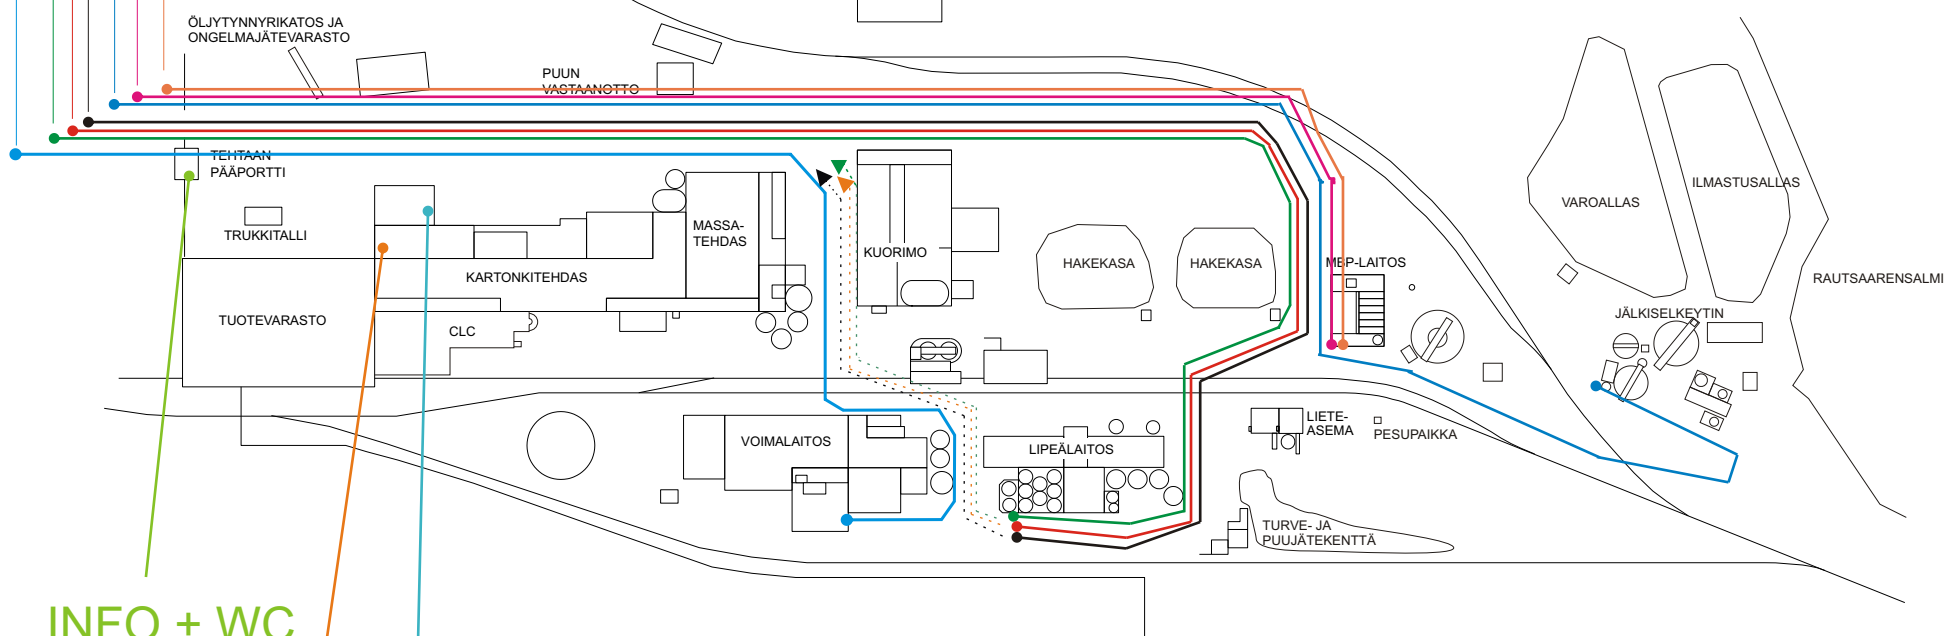 ÖLJYTYNNYRIKATOS JA
ONGELMAJÄTEVARASTO
PUUN
VASTAANOTTO
TEHTAAN
PÄÄPORTTI
TRUKKITALLI
TUOTEVARASTO
KARTONKITEHDAS
CLC
MASSA-
TEHDAS
KUORIMO
HAKEKASA
HAKEKASA
MBP-LAITOS
VAROALLAS
ILMASTUSALLAS
RAUTSAARENSALMI
JÄLKISELKEYTIN
VOIMALAITOS
LIPEÄLAITOS
LIETE-
ASEMA
PESUPAIKKA
TURVE- JA
PUUJÄTEKENTTÄ
INFO + WC